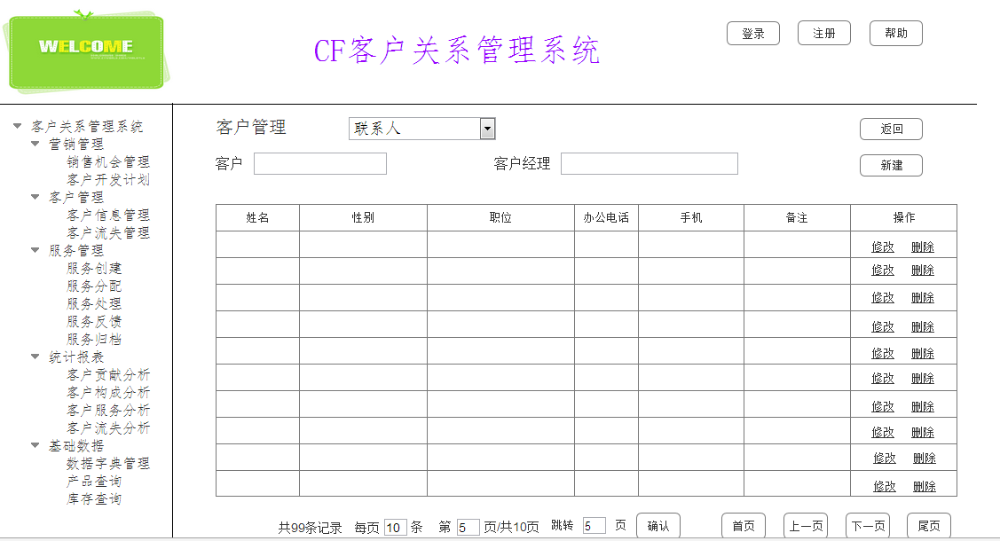 WELCOME
CF客户关系管理系统
登录 注册 帮助
客户关系管理系统
营销管理
销售机会管理
客户开发计划
客户管理
客户信息管理
客户流失管理
服务管理
服务创建
服务分配
服务处理
服务反馈
服务归档
统计报表
客户贡献分析
客户构成分析
客户服务分析
客户流失分析
基础数据
数据字典管理
产品查询
库存查询
客户管理 联系人 返回
客户 客户经理 新建
姓名 性别 职位 办公电话 手机 备注 操作
修改 删除
修改 删除
修改 删除
修改 删除
修改 删除
修改 删除
修改 删除
修改 删除
修改 删除
修改 删除
共99条记录 每页 10 条 第 5 页/共10页 跳转 5 页 确认 首页 上一页 下一页 尾页